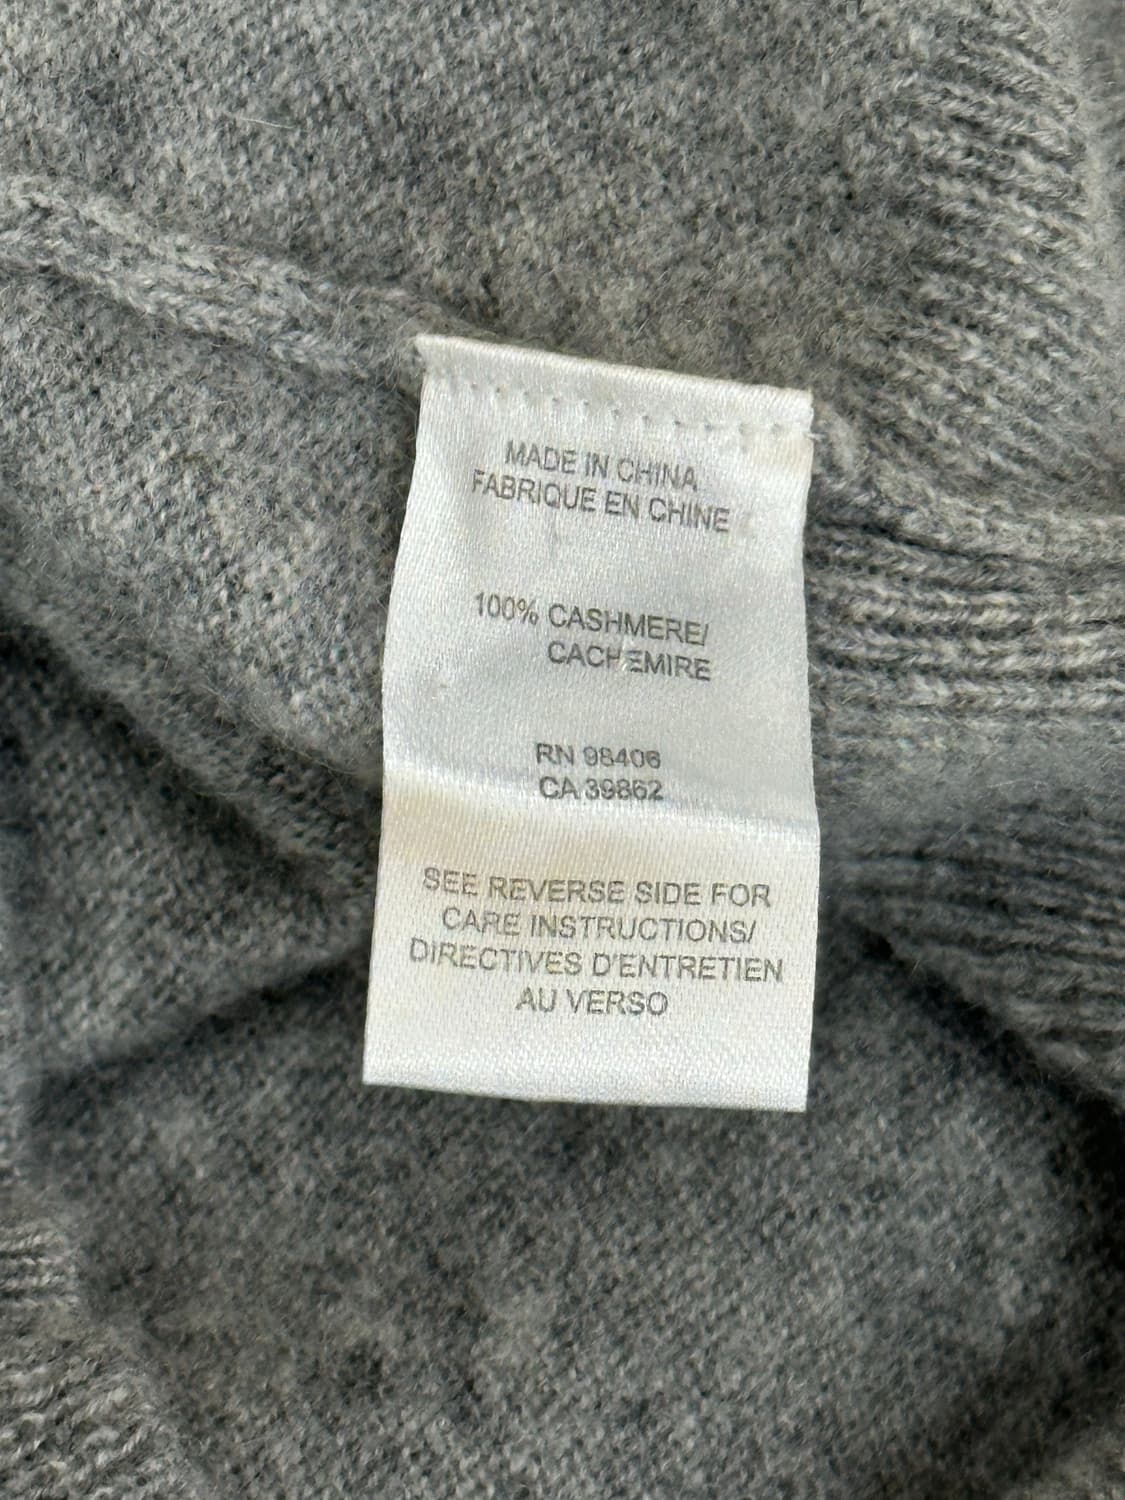 MADE IN CHINA
FABRIQUE EN CHINE
100% CASHMERE/
CACHEMIRE
RN 98406
CA 39862
SEE REVERSE SIDE FOR
CARE INSTRUCTIONS/
DIRECTIVES D'ENTRETIEN
AU VERSO